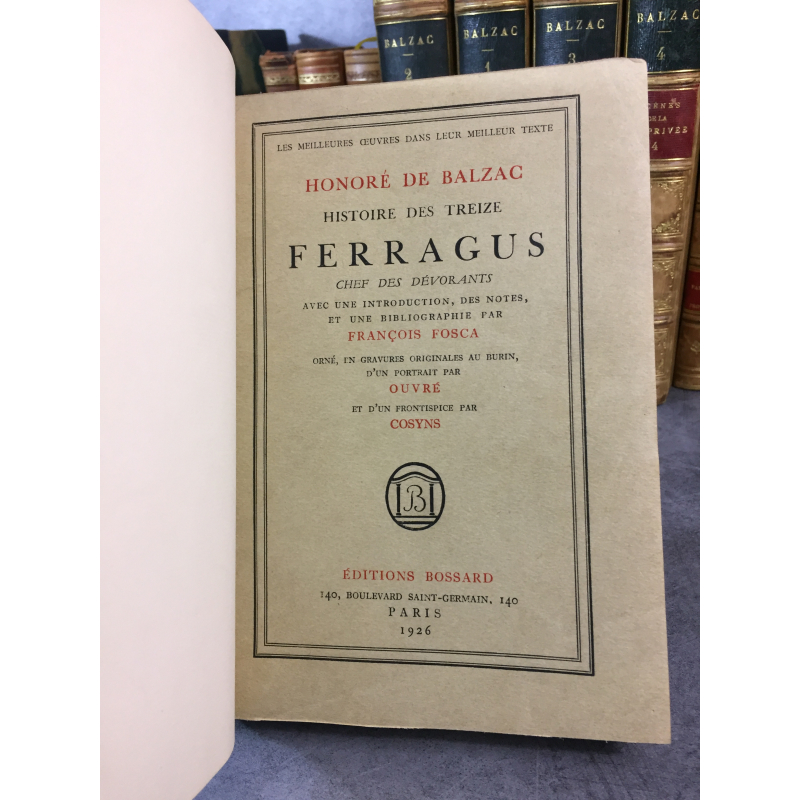 BALZAC
2
BALZAC
1
BALZAC
3
BALZAC
4
DE LA
4
LES MEILLEURES ŒUVRES DANS LEUR MEILLEUR TEXTE
HONORÉ DE BALZAC
HISTOIRE DES TREIZE
FERRAGUS
CHEF DES DÉVORANTS
AVEC UNE INTRODUCTION, DES NOTES,
ET UNE BIBLIOGRAPHIE PAR
FRANÇOIS FOSCA
ORNÉ, EN GRAVURES ORIGINALES AU BURIN,
D'UN PORTRAIT PAR
OUVRÉ
ET D'UN FRONTISPICE PAR
COSYNS
B
ÉDITIONS BOSSARD
140, BOULEVARD SAINT-GERMAIN, 140
PARIS
1926